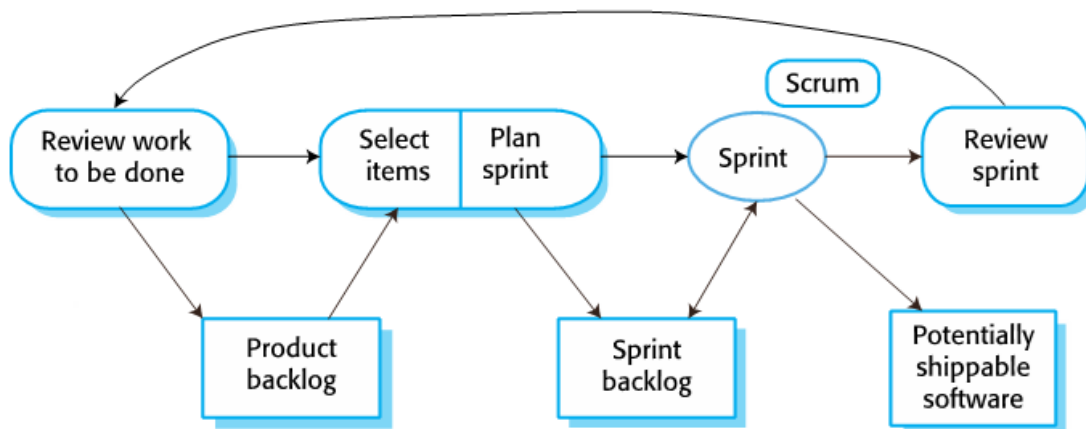 Scrum
Review work
to be done
Select
items
Plan
sprint
Sprint
Review
sprint
Product
backlog
Sprint
backlog
Potentially
shippable
software